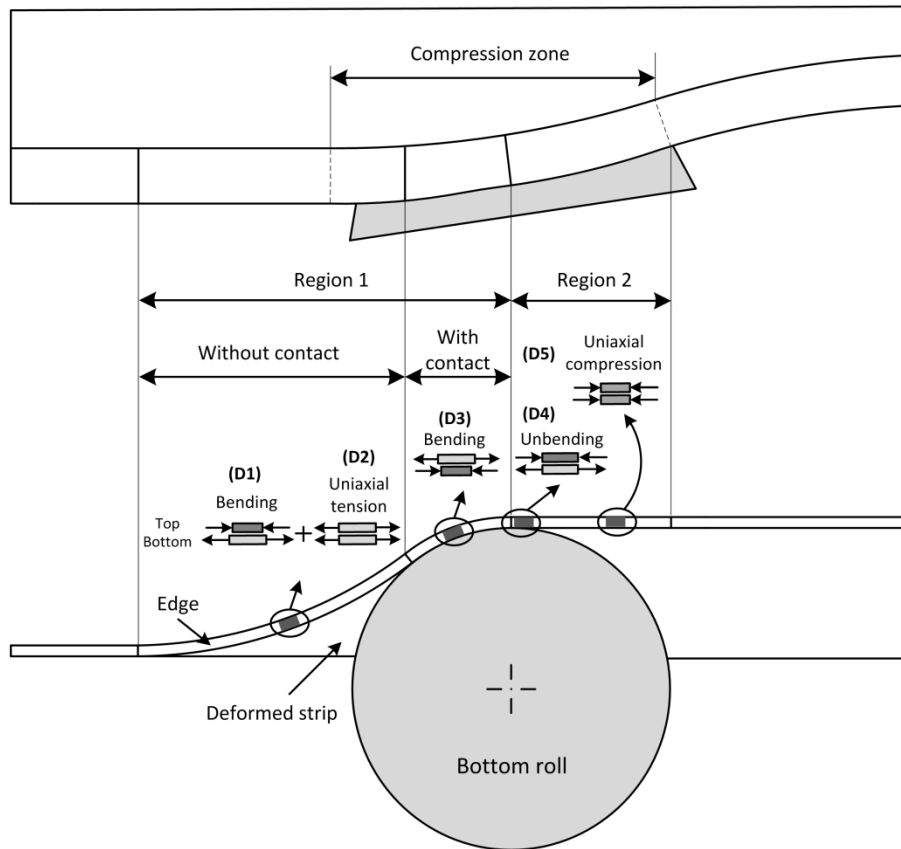 Compression zone
Region 1
Region 2
Without contact
With
contact
(D5)
Uniaxial
compression
(D3)
Bending
(D4)
Unbending
(D1)
Bending
(D2)
Uniaxial
tension
Top
Bottom
+
Edge
Deformed strip
Bottom roll